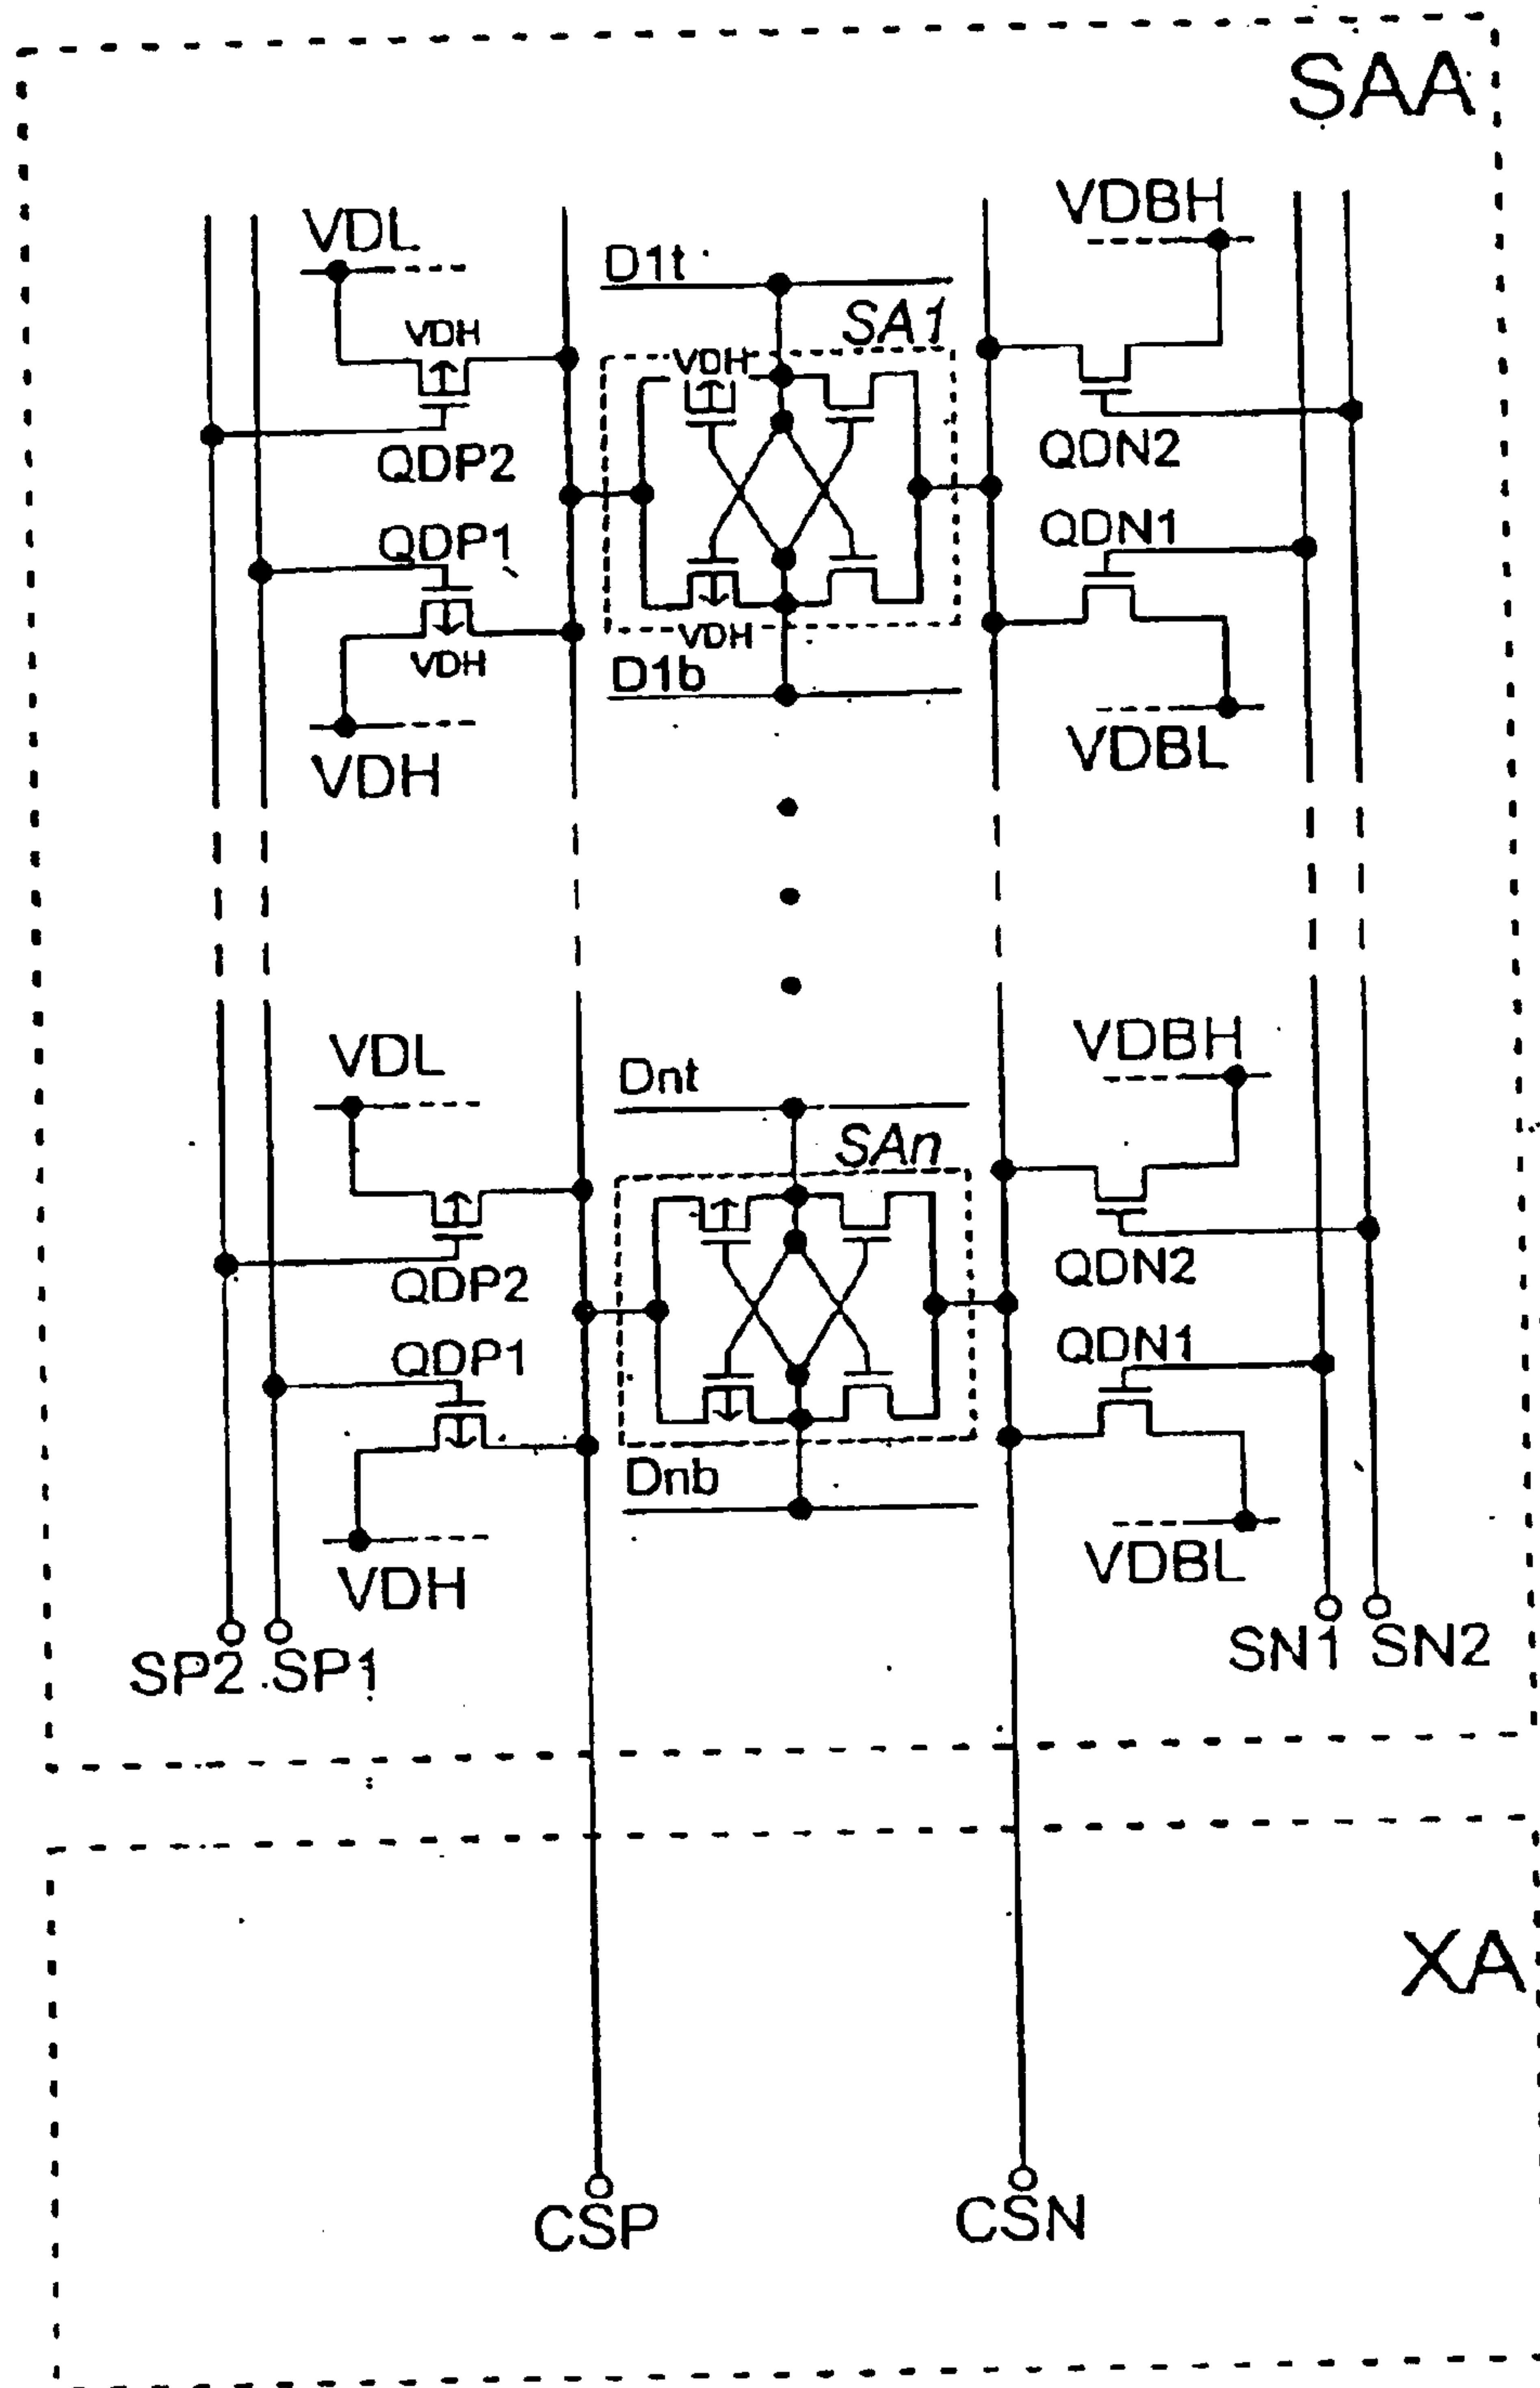 SAA
VDL
VDBH
D1t
VDH
SA1
VDH
QDP2
QDN2
QDP1
QDN1
VDH
VDH
D1b
VDH
VDBL
VDL
VDBH
Dnt
SAn
QDP2
QDN2
QDP1
QDN1
Dnb
VDH
VDBL
SP2 SP1
SN1 SN2
XA
CSP
CSN